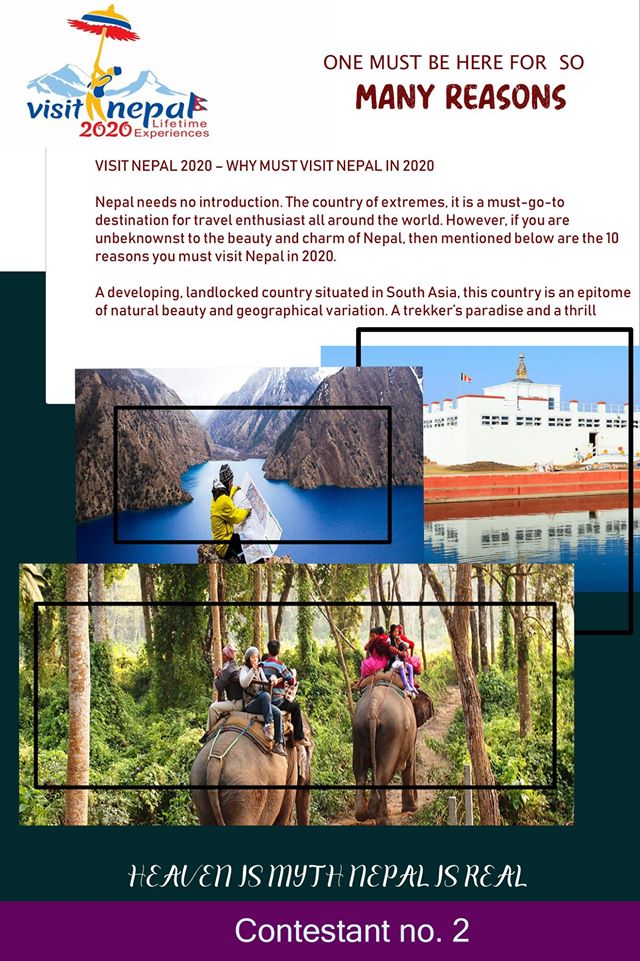 visit nepal
2020 Lifetime
Experiences
ONE MUST BE HERE FOR SO
MANY REASONS
VISIT NEPAL 2020 – WHY MUST VISIT NEPAL IN 2020
Nepal needs no introduction. The country of extremes, it is a must-go-to
destination for travel enthusiast all around the world. However, if you are
unbeknownst to the beauty and charm of Nepal, then mentioned below are the 10
reasons you must visit Nepal in 2020.
A developing, landlocked country situated in South Asia, this country is an epitome
of natural beauty and geographical variation. A trekker's paradise and a thrill
HEAVEN IS MYTH NEPAL IS REAL
Contestant no. 2